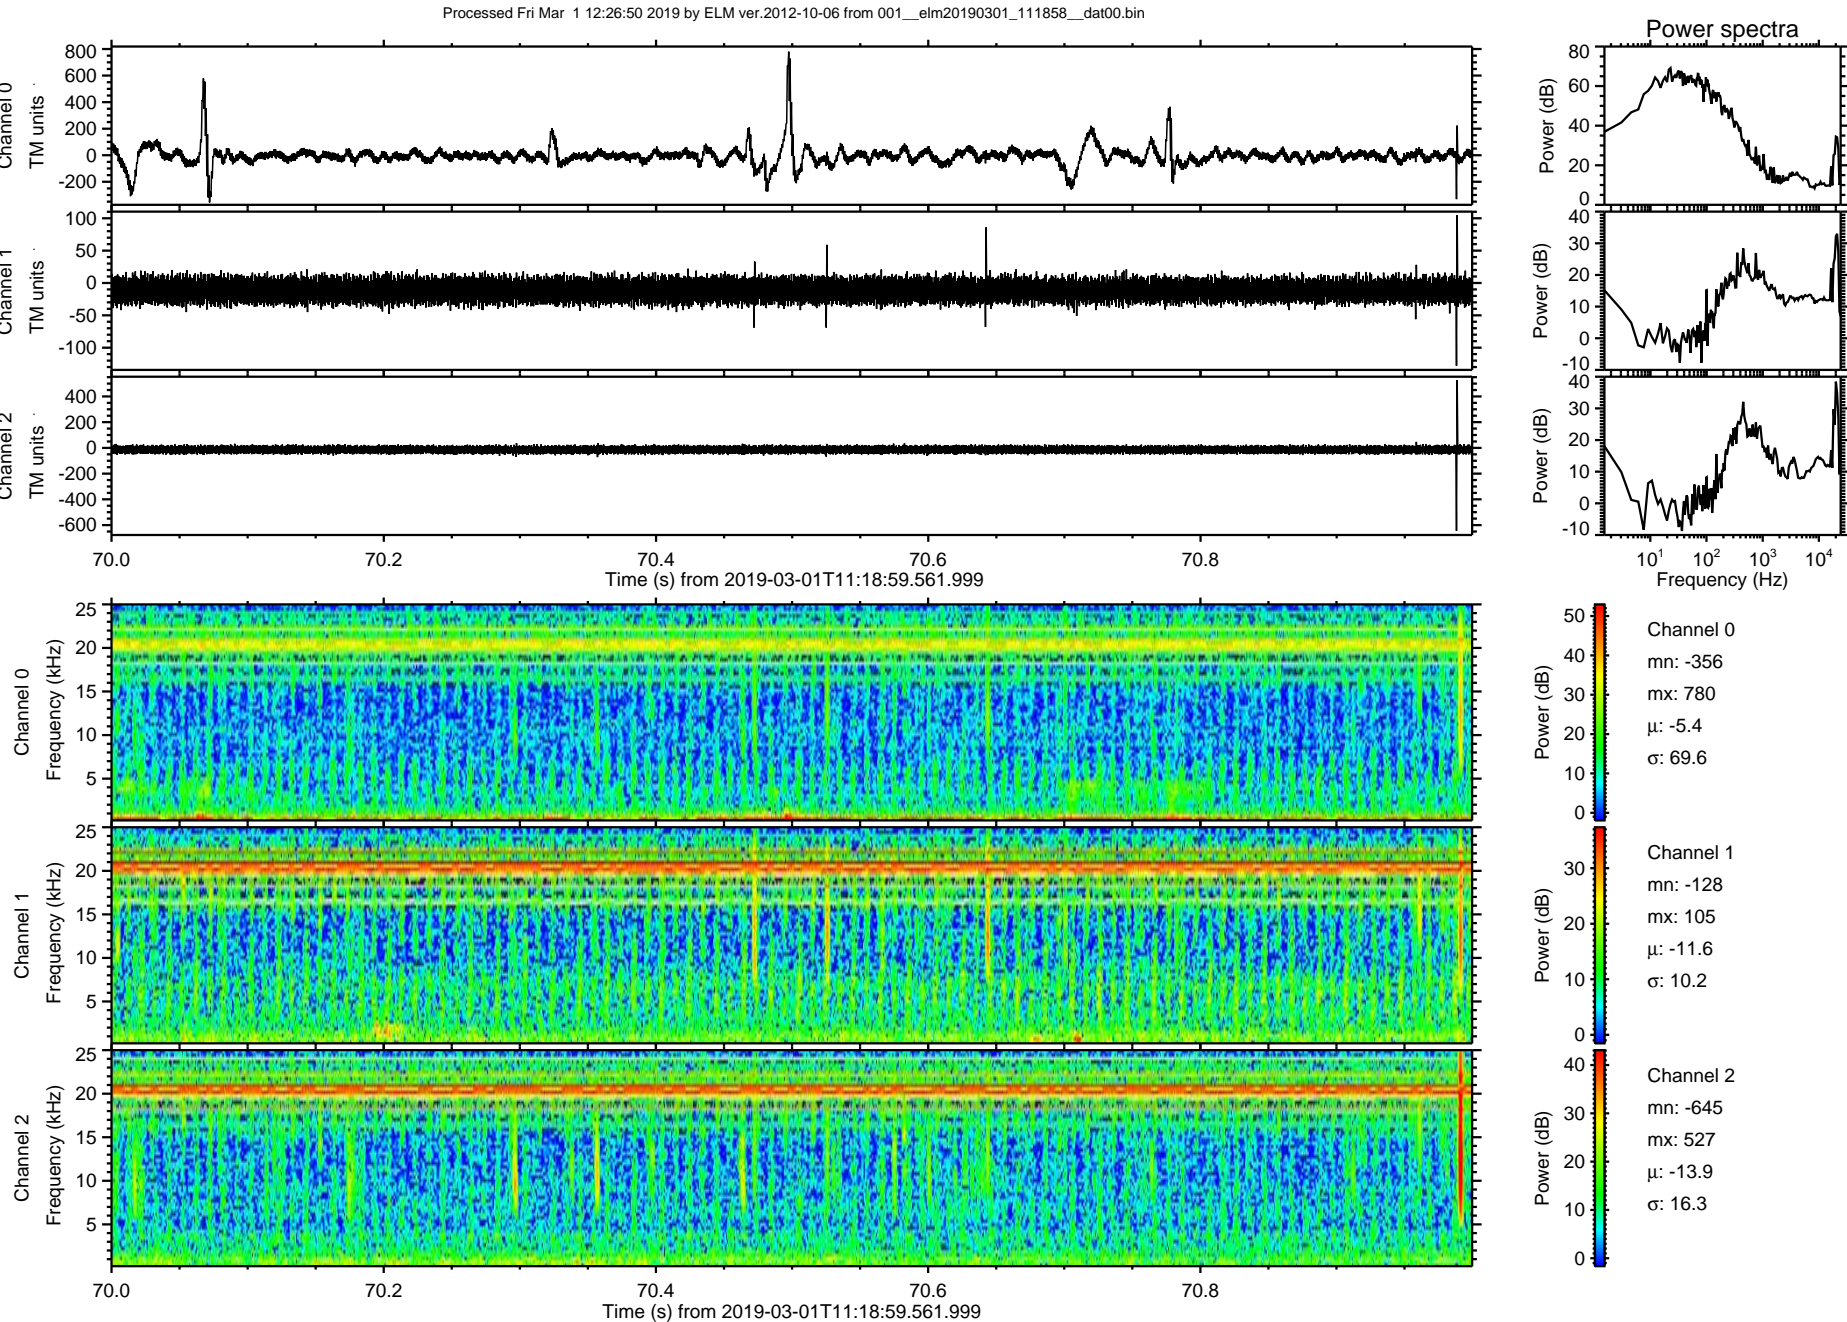 Processed Fri Mar  1 12:26:50 2019 by ELM ver.2012-10-06 from 001__elm20190301_111858__dat00.bin
Power spectra
Channel 0
TM units
800
600
400
200
0
-200
Power (dB)
80
60
40
20
0
Channel 1
TM units
100
50
0
-50
-100
Power (dB)
40
30
20
10
0
-10
Channel 2
TM units
400
200
0
-200
-400
-600
Power (dB)
40
30
20
10
0
-10
70.0 70.2 70.4 70.6 70.8
Time (s) from 2019-03-01T11:18:59.561.999
10¹ 10² 10³ 10⁴
Frequency (Hz)
Channel 0
Frequency (kHz)
25
20
15
10
5
Power (dB)
50
40
30
20
10
0
Channel 0
mn: -356
mx: 780
μ: -5.4
σ: 69.6
Channel 1
Frequency (kHz)
25
20
15
10
5
Power (dB)
30
20
10
0
Channel 1
mn: -128
mx: 105
μ: -11.6
σ: 10.2
Channel 2
Frequency (kHz)
25
20
15
10
5
Power (dB)
40
30
20
10
0
Channel 2
mn: -645
mx: 527
μ: -13.9
σ: 16.3
70.0 70.2 70.4 70.6 70.8
Time (s) from 2019-03-01T11:18:59.561.999